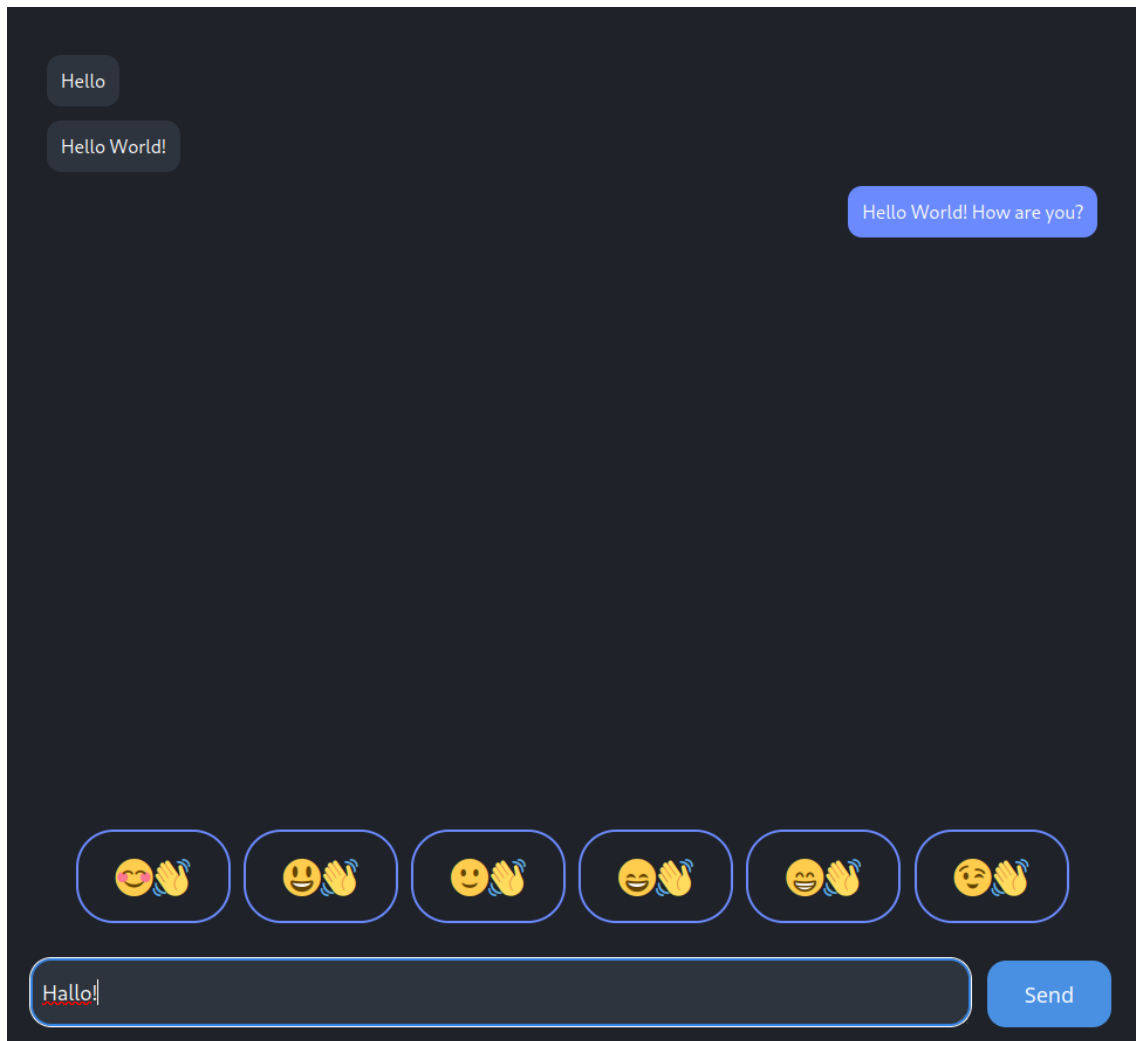 Hello
Hello World!
Hello World! How are you?
😊👋 😃👋 🙂👋 😄👋 😁👋 😉👋
Hallo!
Send